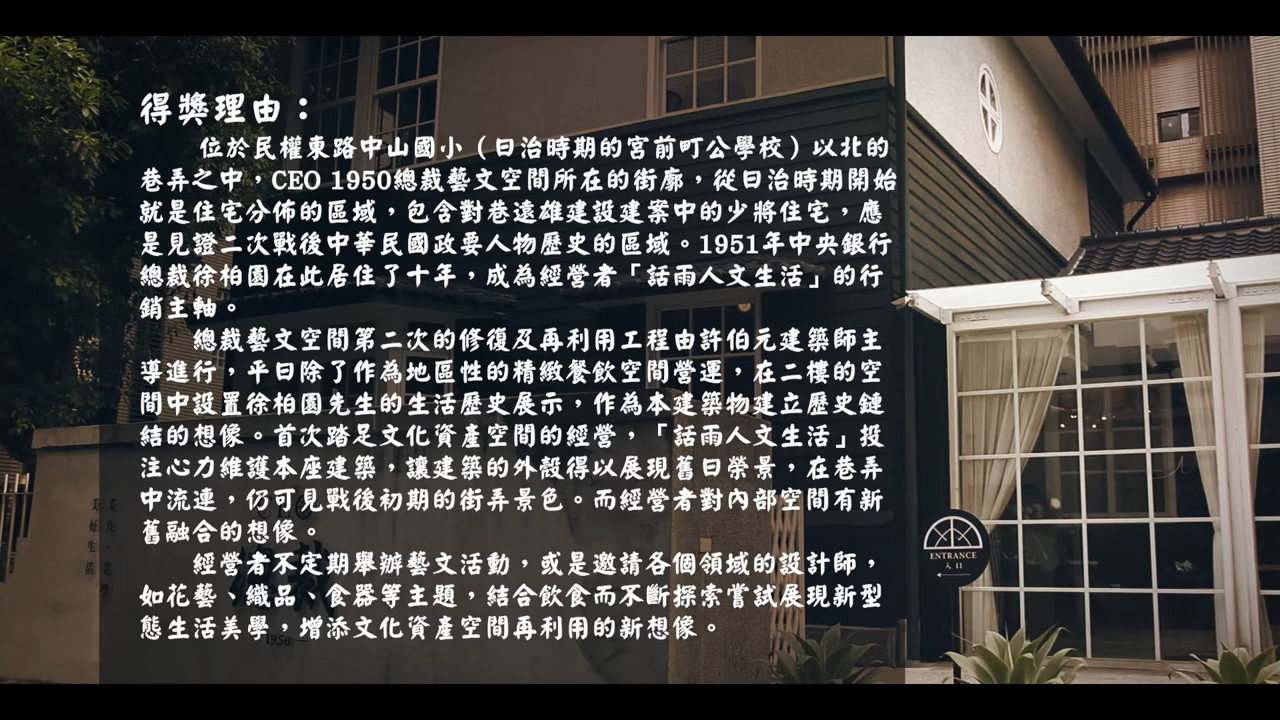 得獎理由：
位於民權東路中山國小（日治時期的宮前町公學校）以北的
巷弄之中，CEO 1950總裁藝文空間所在的街廓，從日治時期開始
就是住宅分佈的區域，包含對巷遠雄建設建案中的少將住宅，應
是見證二次戰後中華民國政要人物歷史的區域。1951年中央銀行
總裁徐柏園在此居住了十年，成為經營者「話雨人文生活」的行
銷主軸。
總裁藝文空間第二次的修復及再利用工程由許伯元建築師主
導進行，平日除了作為地區性的精緻餐飲空間營運，在二樓的空
間中設置徐柏園先生的生活歷史展示，作為本建築物建立歷史鏈
結的想像。首次踏足文化資產空間的經營，「話雨人文生活」投
注心力維護本座建築，讓建築的外殼得以展現舊日榮景，在巷弄
中流連，仍可見戰後初期的街弄景色。而經營者對內部空間有新
舊融合的想像。
經營者不定期舉辦藝文活動，或是邀請各個領域的設計師，
如花藝、織品、食器等主題，結合飲食而不斷探索嘗試展現新型
態生活美學，增添文化資產空間再利用的新想像。
ENTRANCE
入口
1950